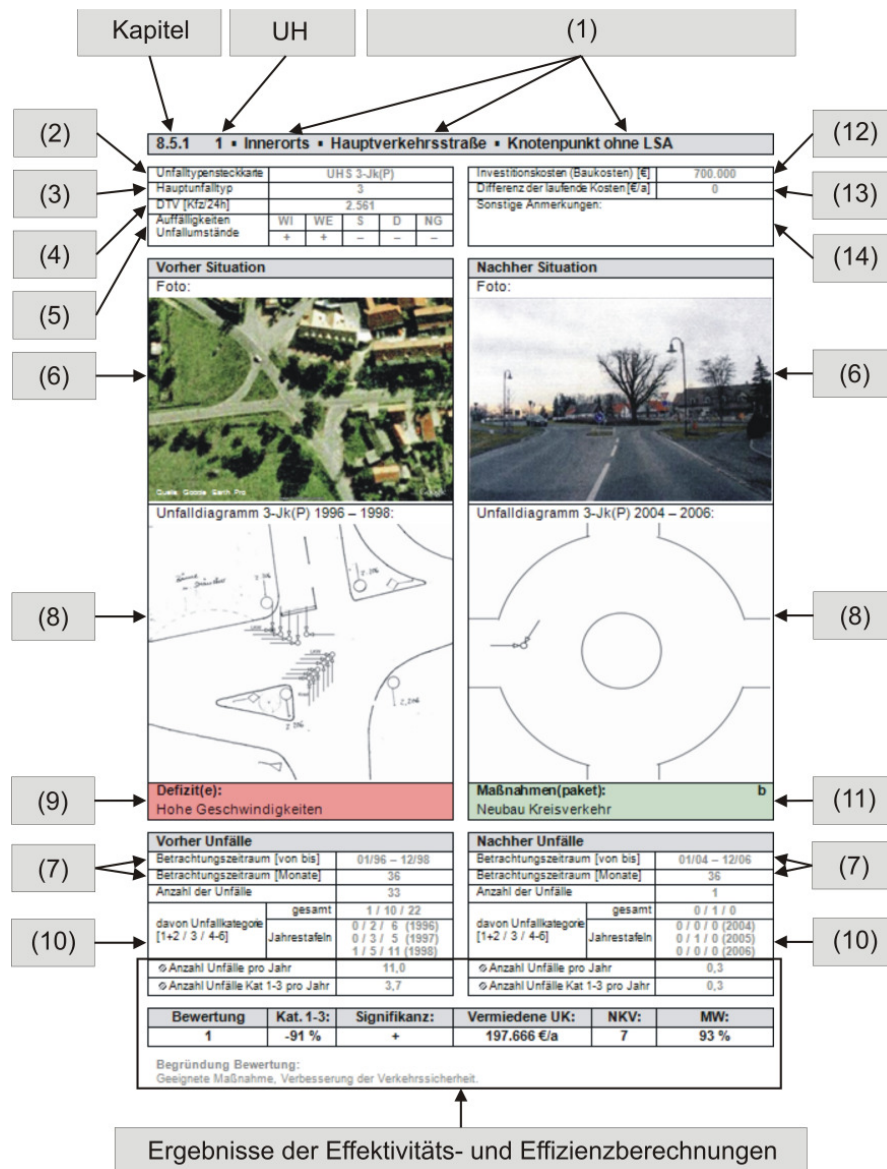 Kapitel UH (1)
8.5.1 1 ▪ Innerorts ▪ Hauptverkehrsstraße ▪ Knotenpunkt ohne LSA
(2)
(3)
(4)
(5)
Unfalltypensteckkarte UHS 3-Jk(P)
Hauptunfalltyp 3
DTV [Kfz/24h] 2.561
Auffälligkeiten WI WE S D NG
Unfallumstände + + – – –
Investitionskosten (Baukosten) [€] 700.000
Differenz der laufende Kosten [€/a] 0
Sonstige Anmerkungen:
(12)
(13)
(14)
Vorher Situation
Foto:
(6)
Quelle: Google Earth Pro
Unfalldiagramm 3-Jk(P) 1996 – 1998:
(8)
Z. 206
Z. 206
Z. 206
Z. 206
(9)
Defizit(e):
Hohe Geschwindigkeiten
Nachher Situation
Foto:
(6)
Unfalldiagramm 3-Jk(P) 2004 – 2006:
(8)
Maßnahmen(paket): b
Neubau Kreisverkehr
(11)
(7)
(10)
Vorher Unfälle
Betrachtungszeitraum [von bis] 01/96 – 12/98
Betrachtungszeitraum [Monate] 36
Anzahl der Unfälle 33
davon Unfallkategorie
[1+2 / 3 / 4-6]
gesamt 1 / 10 / 22
Jahrestafeln
0 / 2 / 6 (1996)
0 / 3 / 5 (1997)
1 / 5 / 11 (1998)
⌀ Anzahl Unfälle pro Jahr 11,0
⌀ Anzahl Unfälle Kat 1-3 pro Jahr 3,7
Nachher Unfälle
Betrachtungszeitraum [von bis] 01/04 – 12/06
Betrachtungszeitraum [Monate] 36
Anzahl der Unfälle 1
davon Unfallkategorie
[1+2 / 3 / 4-6]
gesamt 0 / 1 / 0
Jahrestafeln
0 / 0 / 0 (2004)
0 / 1 / 0 (2005)
0 / 0 / 0 (2006)
⌀ Anzahl Unfälle pro Jahr 0,3
⌀ Anzahl Unfälle Kat 1-3 pro Jahr 0,3
(7)
(10)
Bewertung Kat. 1-3: Signifikanz: Vermiedene UK: NKV: MW:
1 -91 % + 197.666 €/a 7 93 %
Begründung Bewertung:
Geeignete Maßnahme, Verbesserung der Verkehrssicherheit.
Ergebnisse der Effektivitäts- und Effizienzberechnungen